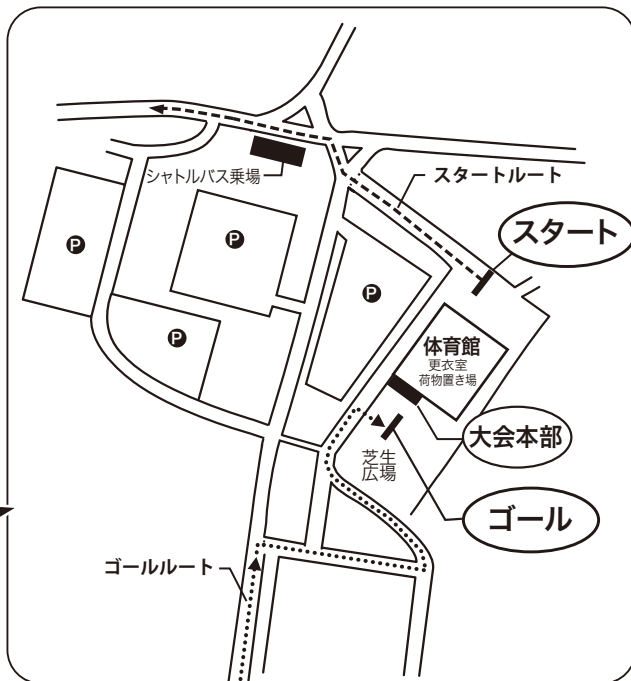 シャトルバス乗場
スタートルート
スタート
P
P
P
P
体育館
更衣室
荷物置き場
大会本部
芝生
広場
ゴール
ゴールルート